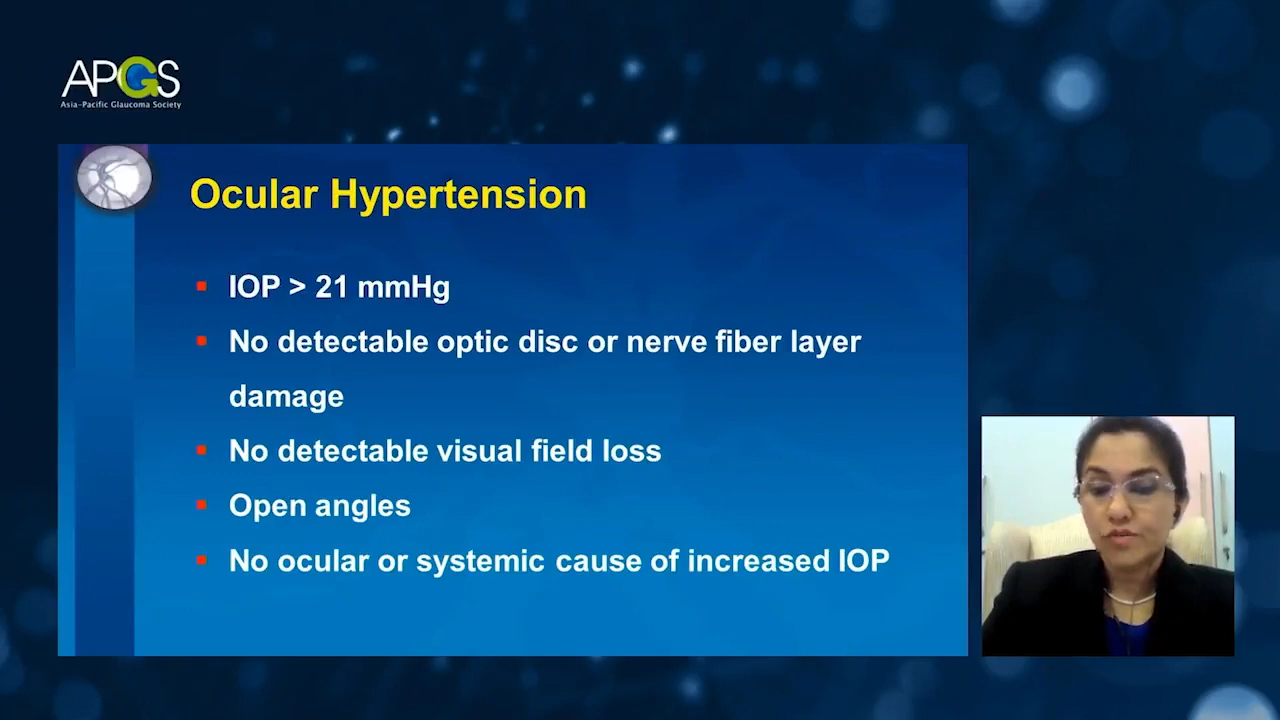 APGS
Asia-Pacific Glaucoma Society
Ocular Hypertension
IOP > 21 mmHg
No detectable optic disc or nerve fiber layer
damage
No detectable visual field loss
Open angles
No ocular or systemic cause of increased IOP